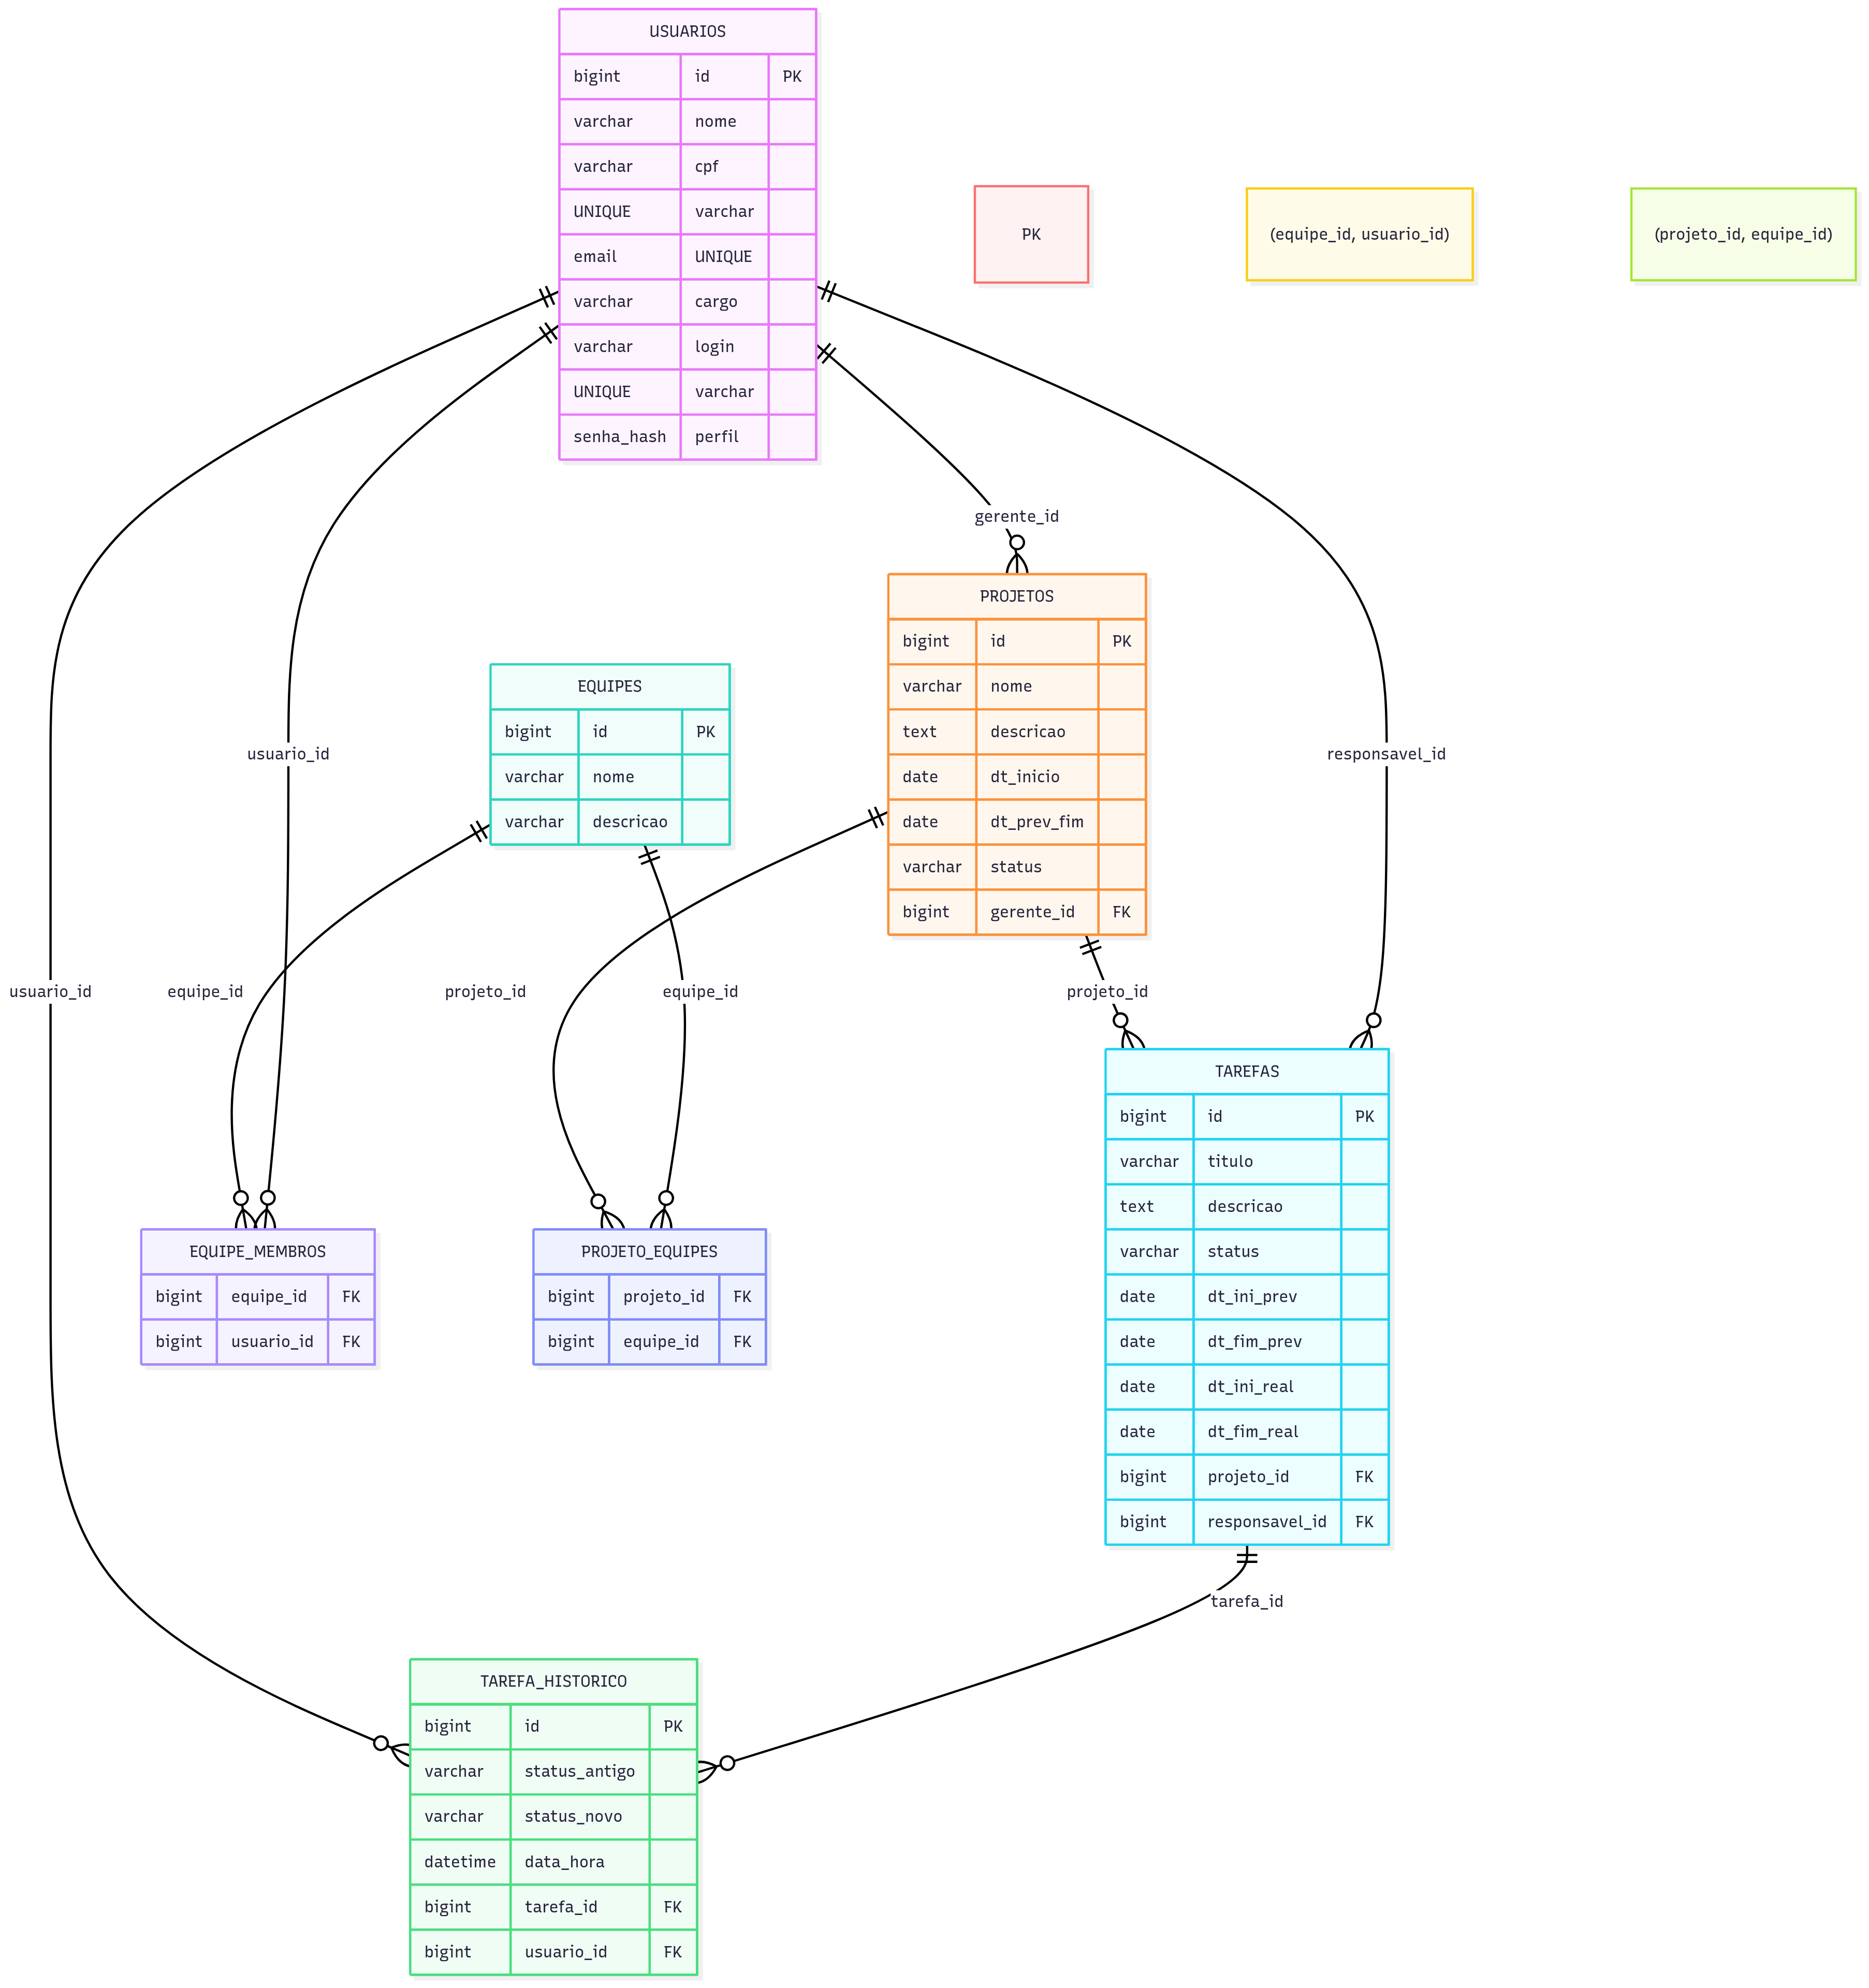 USUARIOS
bigint id PK
varchar nome
varchar cpf
UNIQUE varchar
email UNIQUE
varchar cargo
varchar login
UNIQUE varchar
senha_hash perfil
PK
(equipe_id, usuario_id)
(projeto_id, equipe_id)
gerente_id
PROJETOS
bigint id PK
varchar nome
text descricao
date dt_inicio
date dt_prev_fim
varchar status
bigint gerente_id FK
EQUIPES
bigint id PK
varchar nome
varchar descricao
usuario_id
responsavel_id
usuario_id
equipe_id
projeto_id
equipe_id
projeto_id
TAREFAS
bigint id PK
varchar titulo
text descricao
varchar status
date dt_ini_prev
date dt_fim_prev
date dt_ini_real
date dt_fim_real
bigint projeto_id FK
bigint responsavel_id FK
EQUIPE_MEMBROS
bigint equipe_id FK
bigint usuario_id FK
PROJETO_EQUIPES
bigint projeto_id FK
bigint equipe_id FK
tarefa_id
TAREFA_HISTORICO
bigint id PK
varchar status_antigo
varchar status_novo
datetime data_hora
bigint tarefa_id FK
bigint usuario_id FK